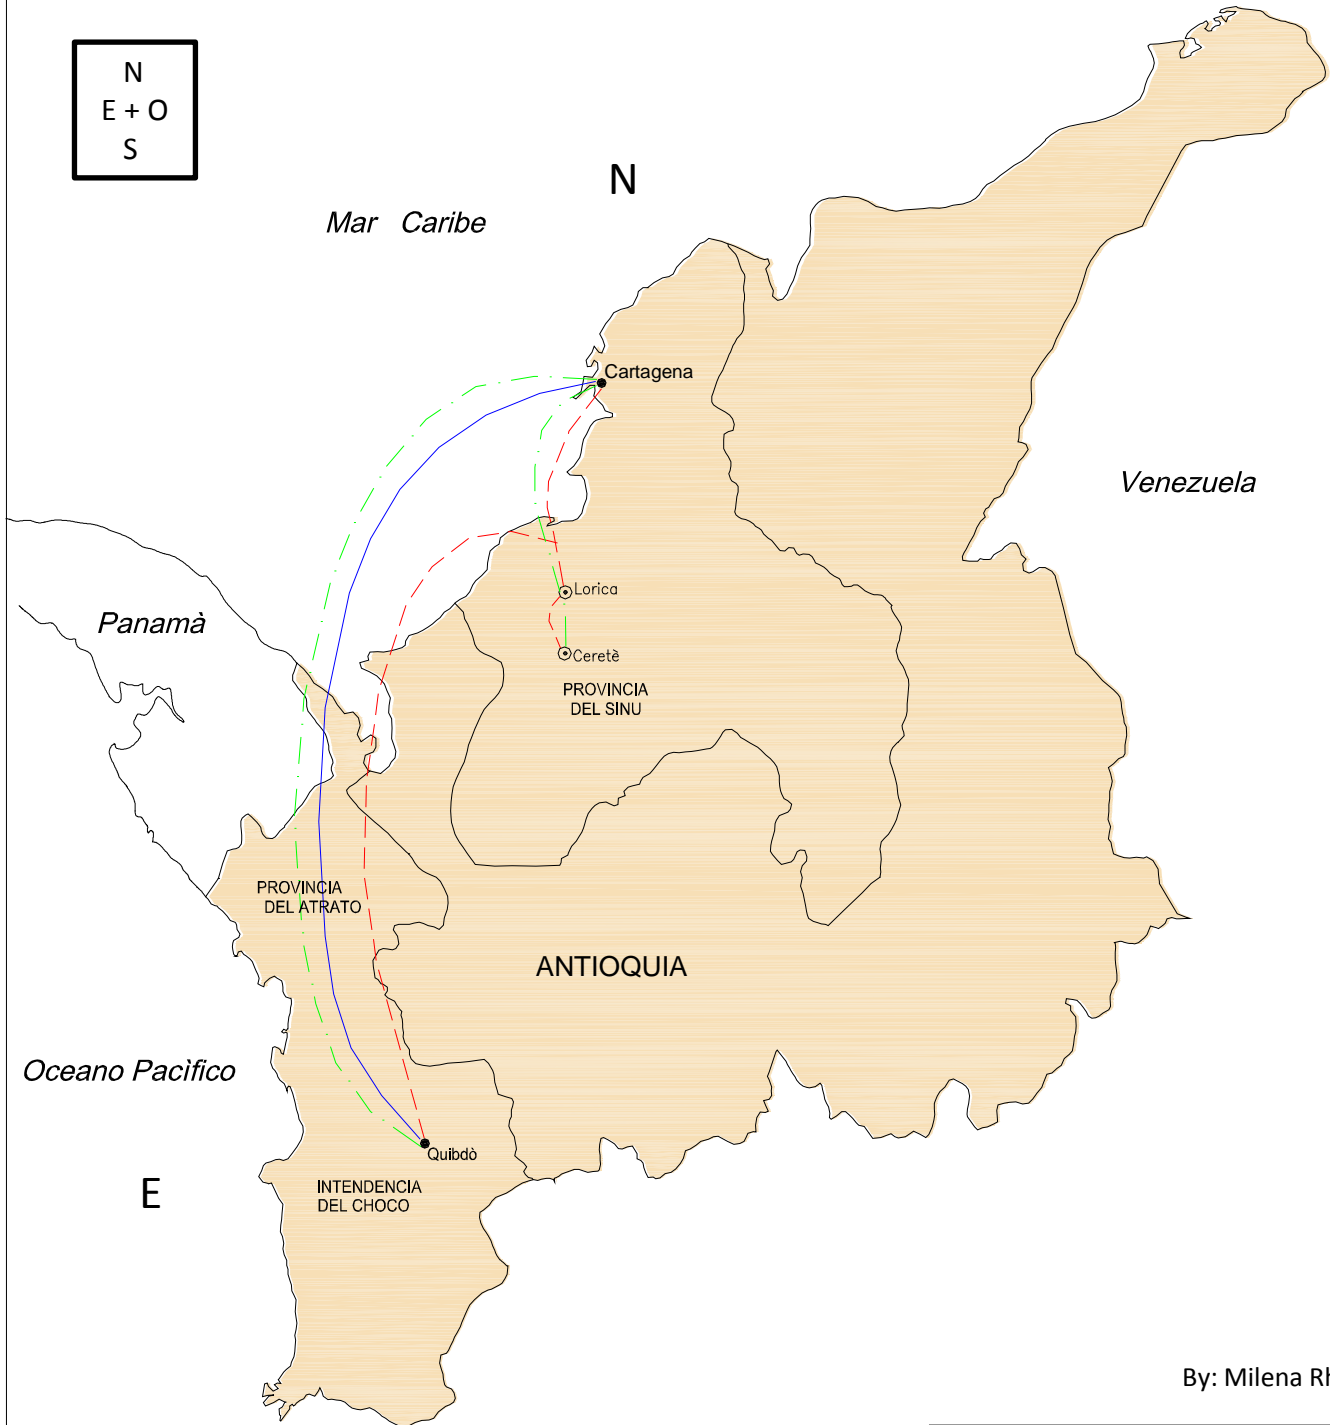 N
E + O
S
N
Mar Caribe
Cartagena
Venezuela
Lorica
Panamà
Ceretè
PROVINCIA
DEL SINU
PROVINCIA
DEL ATRATO
ANTIOQUIA
Oceano Pacìfico
Quibdò
E
INTENDENCIA
DEL CHOCO
By: Milena Rh